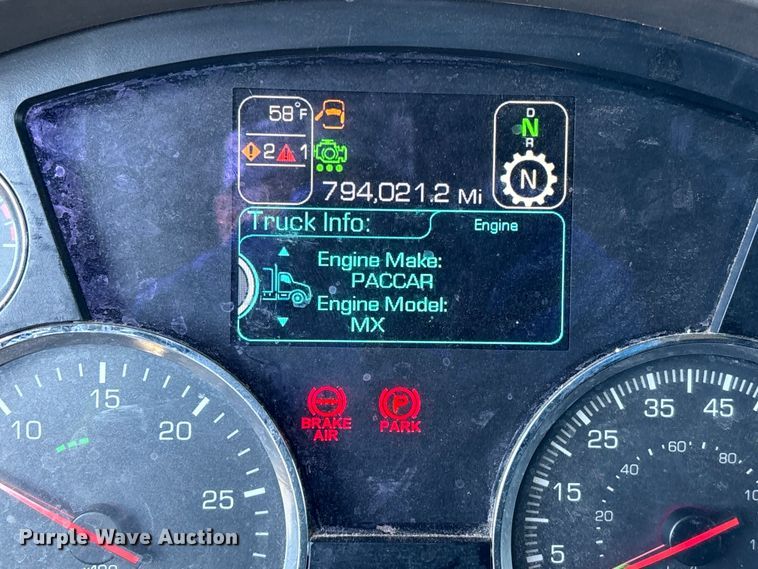 58°F
2 1
D
N
R
N
794,021.2 Mi
Truck Info:
Engine
Engine Make:
PACCAR
Engine Model:
MX
BRAKE
AIR
P
PARK
10 15 20 25
5 15 25 35 45
20 40 60 80
Purple Wave Auction